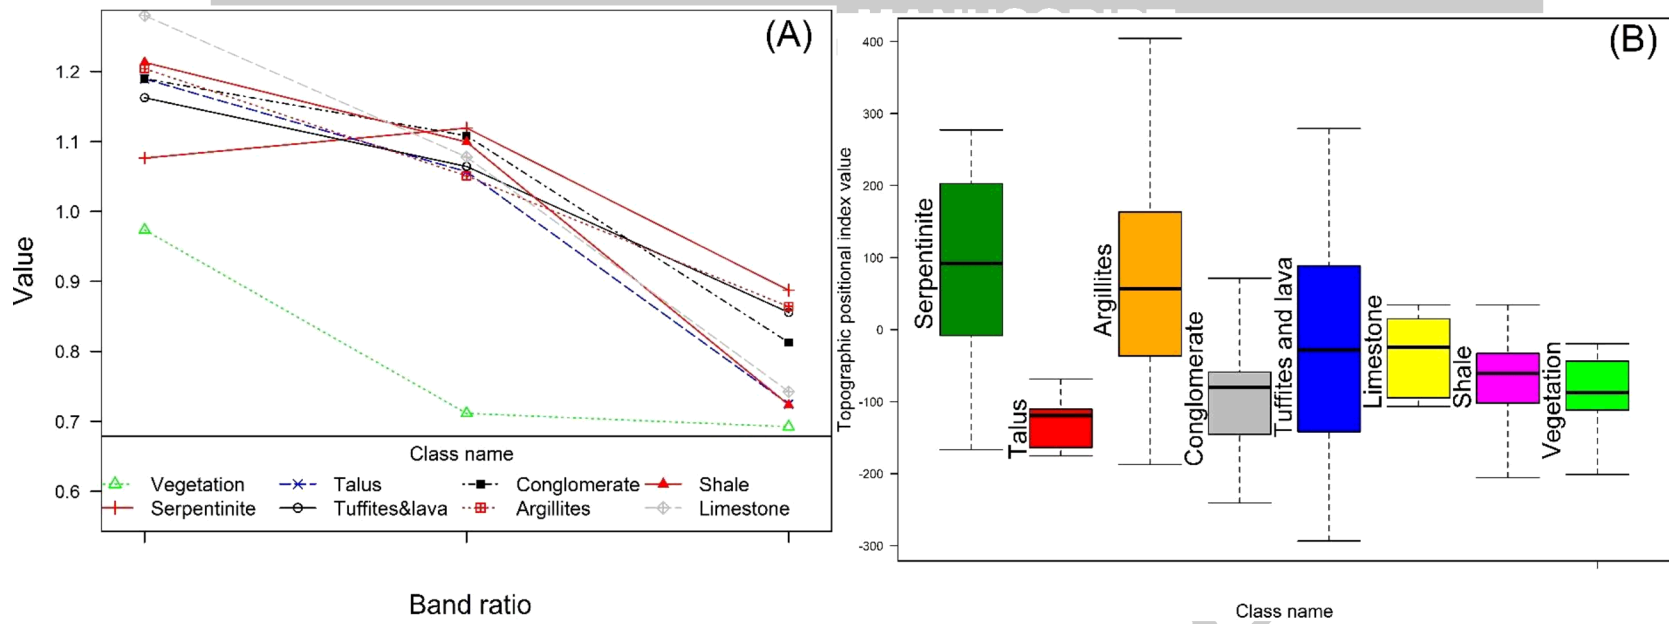 (A)
1.2
1.1
1.0
0.9
0.8
0.7
0.6
Value
Class name
Vegetation Talus Conglomerate Shale
Serpentinite Tuffites&lava Argillites Limestone
Band ratio
(B)
400
300
200
100
0
-100
-200
-300
Topographic positional index value
Serpentinite
Talus
Argillites
Conglomerate
Tuffites and lava
Limestone
Shale
Vegetation
Class name